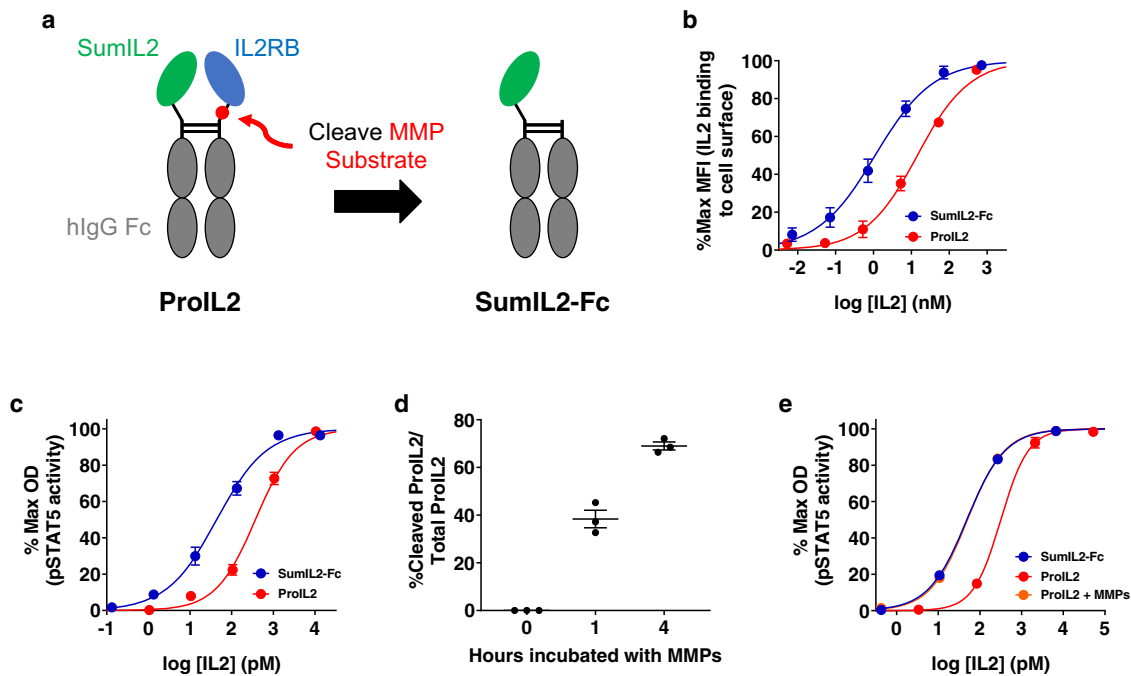 a
SumIL2
IL2RB
Cleave MMP
Substrate
hIgG Fc
ProIL2
SumIL2-Fc
b
%Max MFI (IL2 binding
to cell surface)
100
80
60
40
20
0
-2 -1 0 1 2 3
log [IL2] (nM)
SumIL2-Fc
ProIL2
c
% Max OD
(pSTAT5 activity)
100
80
60
40
20
0
-1 0 1 2 3 4
log [IL2] (pM)
SumIL2-Fc
ProIL2
d
%Cleaved ProIL2/
Total ProIL2
80
60
40
20
0
0 1 4
Hours incubated with MMPs
e
% Max OD
(pSTAT5 activity)
100
80
60
40
20
0
0 1 2 3 4 5
log [IL2] (pM)
SumIL2-Fc
ProIL2
ProIL2 + MMPs